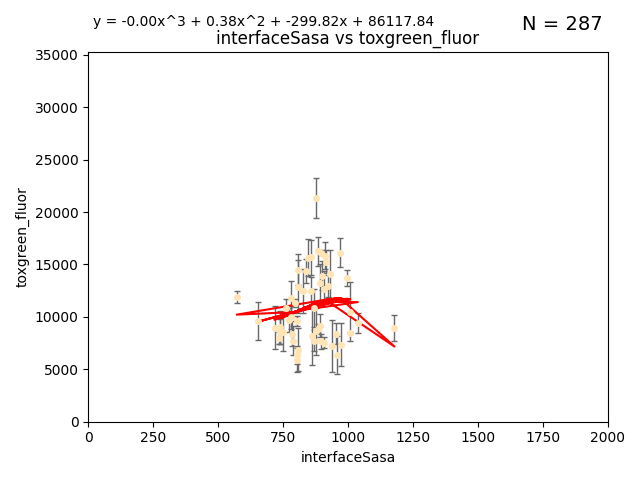 y = -0.00x^3 + 0.38x^2 + -299.82x + 86117.84
N = 287
interfaceSasa vs toxgreen_fluor
35000
30000
25000
20000
15000
10000
5000
0
toxgreen_fluor
0 250 500 750 1000 1250 1500 1750 2000
interfaceSasa